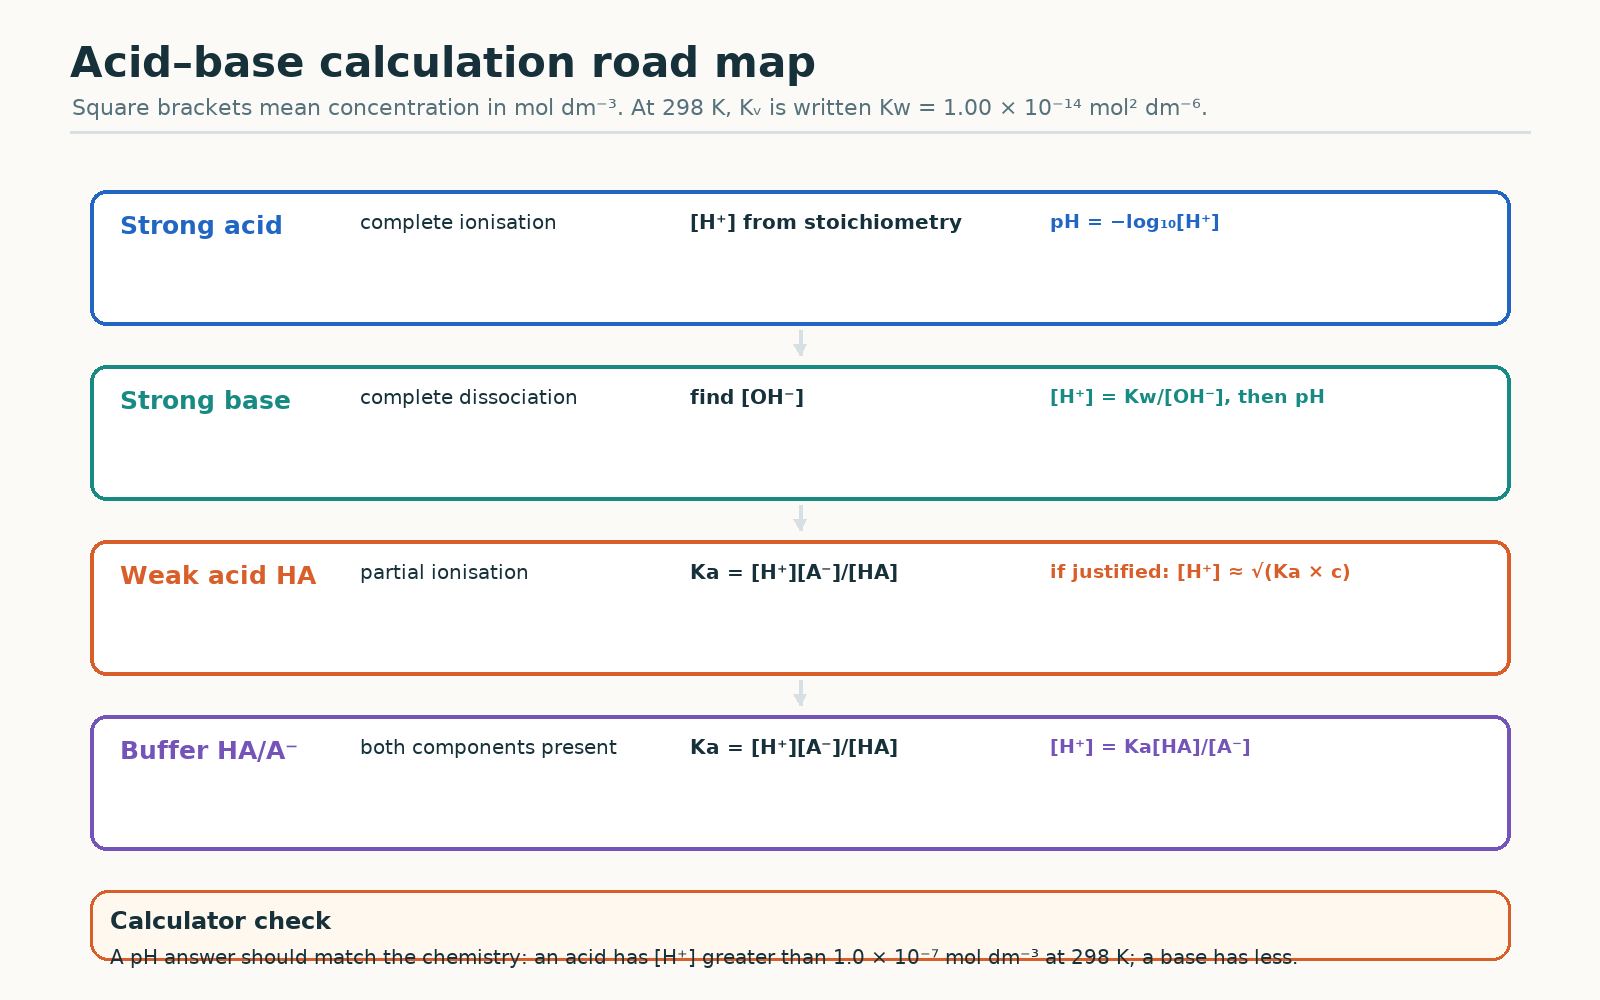 Acid–base calculation road map
Square brackets mean concentration in mol dm⁻³. At 298 K, Kᵥ is written Kw = 1.00 × 10⁻¹⁴ mol² dm⁻⁶.
Strong acid complete ionisation [H⁺] from stoichiometry pH = −log₁₀[H⁺]
Strong base complete dissociation find [OH⁻] [H⁺] = Kw/[OH⁻], then pH
Weak acid HA partial ionisation Ka = [H⁺][A⁻]/[HA] if justified: [H⁺] ≈ √(Ka × c)
Buffer HA/A⁻ both components present Ka = [H⁺][A⁻]/[HA] [H⁺] = Ka[HA]/[A⁻]
Calculator check
A pH answer should match the chemistry: an acid has [H⁺] greater than 1.0 × 10⁻⁷ mol dm⁻³ at 298 K; a base has less.